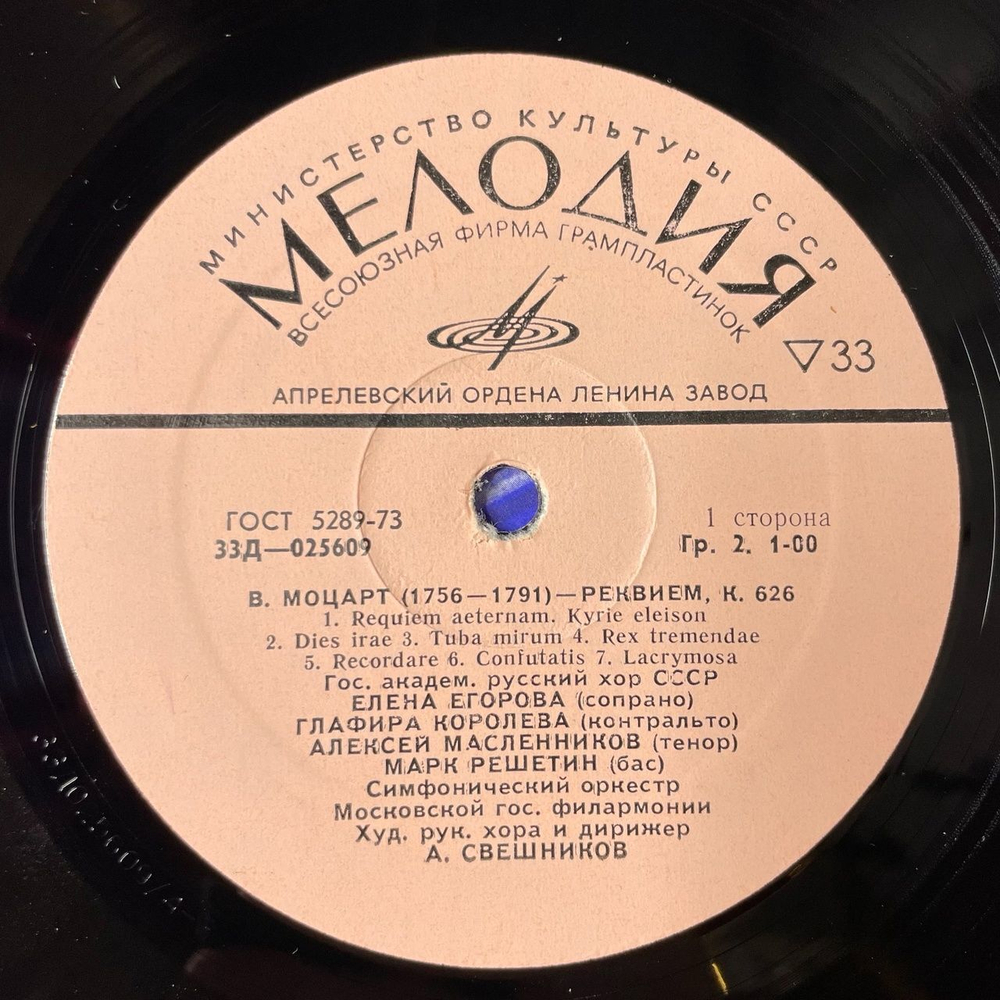 МИНИСТЕРСТВО КУЛЬТУРЫ СССР
МЕЛОДИЯ
ВСЕСОЮЗНАЯ ФИРМА ГРАМПЛАСТИНОК
▽33
АПРЕЛЕВСКИЙ ОРДЕНА ЛЕНИНА ЗАВОД
ГОСТ 5289-73
33Д—025609
1 сторона
Гр. 2. 1-00
В. МОЦАРТ (1756—1791)—РЕКВИЕМ, К. 626
1. Requiem aeternam. Kyrie eleison
2. Dies irae 3. Tuba mirum 4. Rex tremendae
5. Recordare 6. Confutatis 7. Lacrymosa
Гос. академ. русский хор СССР
ЕЛЕНА ЕГОРОВА (сопрано)
ГЛАФИРА КОРОЛЕВА (контральто)
АЛЕКСЕЙ МАСЛЕННИКОВ (тенор)
МАРК РЕШЕТИН (бас)
Симфонический оркестр
Московской гос. филармонии
Худ. рук. хора и дирижер
А. СВЕШНИКОВ